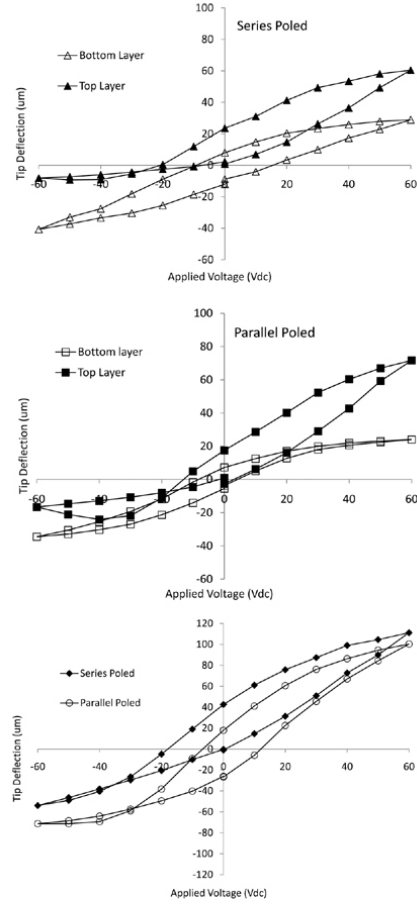 100
80
60
40
20
0
-20
-40
-60
-60 -40 -20 0 20 40 60
Series Poled
Bottom Layer
Top Layer
Tip Deflection (um)
Applied Voltage (Vdc)
100
80
60
40
20
0
-20
-40
-60
-60 -40 -20 0 20 40 60
Parallel Poled
Bottom layer
Top Layer
Tip Deflection (um)
Applied Voltage (Vdc)
120
100
80
60
40
20
0
-20
-40
-60
-80
-100
-120
-60 -40 -20 0 20 40 60
Series Poled
Parallel Poled
Tip Deflection (um)
Applied Voltage (Vdc)